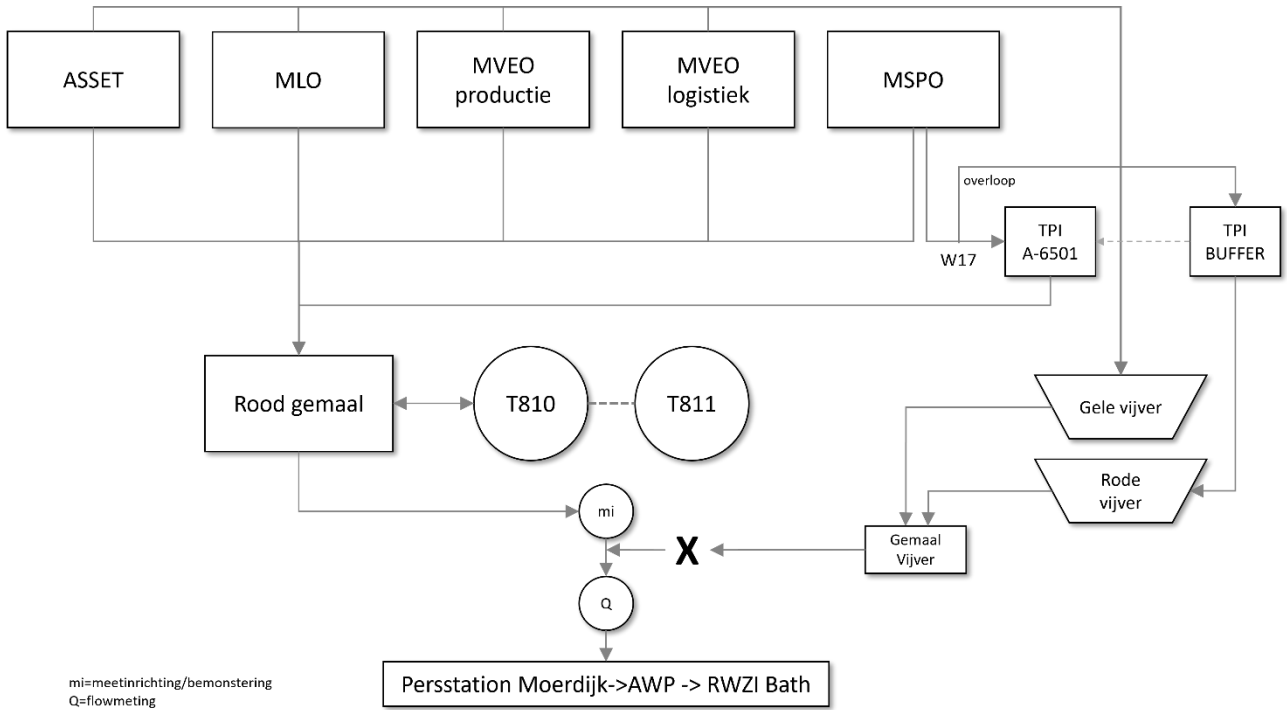 ASSET
MLO
MVEO
productie
MVEO
logistiek
MSPO
overloop
W17
TPI
A-6501
TPI
BUFFER
Rood gemaal
T810
T811
Gele vijver
Rode
vijver
mi
X
Gemaal
Vijver
Q
Persstation Moerdijk->AWP -> RWZI Bath
mi=meetinrichting/bemonstering
Q=flowmeting